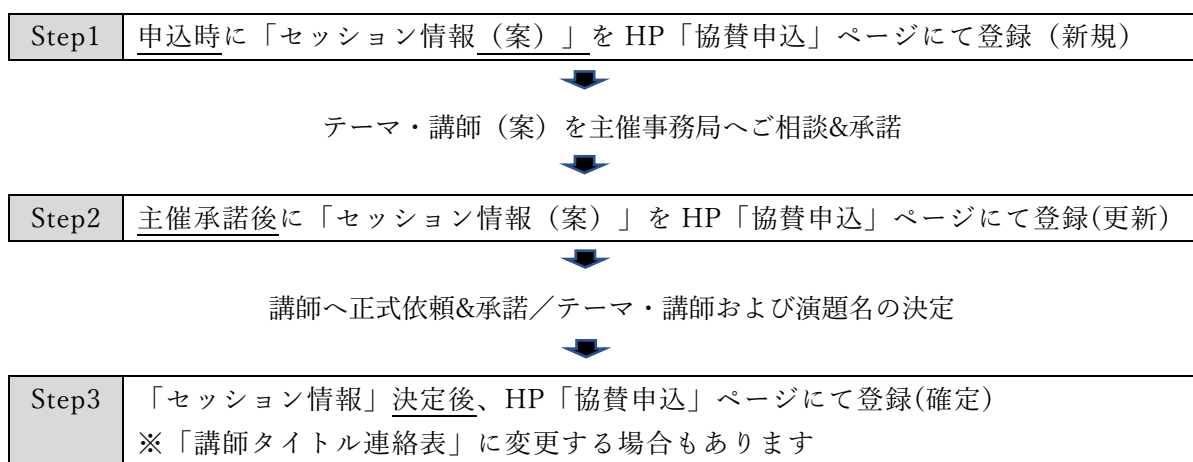 Step1 申込時に「セッション情報（案）」を HP「協賛申込」ページにて登録（新規）
テーマ・講師（案）を主催事務局へご相談&承諾
Step2 主催承諾後に「セッション情報（案）」を HP「協賛申込」ページにて登録(更新)
講師へ正式依頼&承諾／テーマ・講師および演題名の決定
Step3 「セッション情報」決定後、HP「協賛申込」ページにて登録(確定)
※「講師タイトル連絡表」に変更する場合もあります